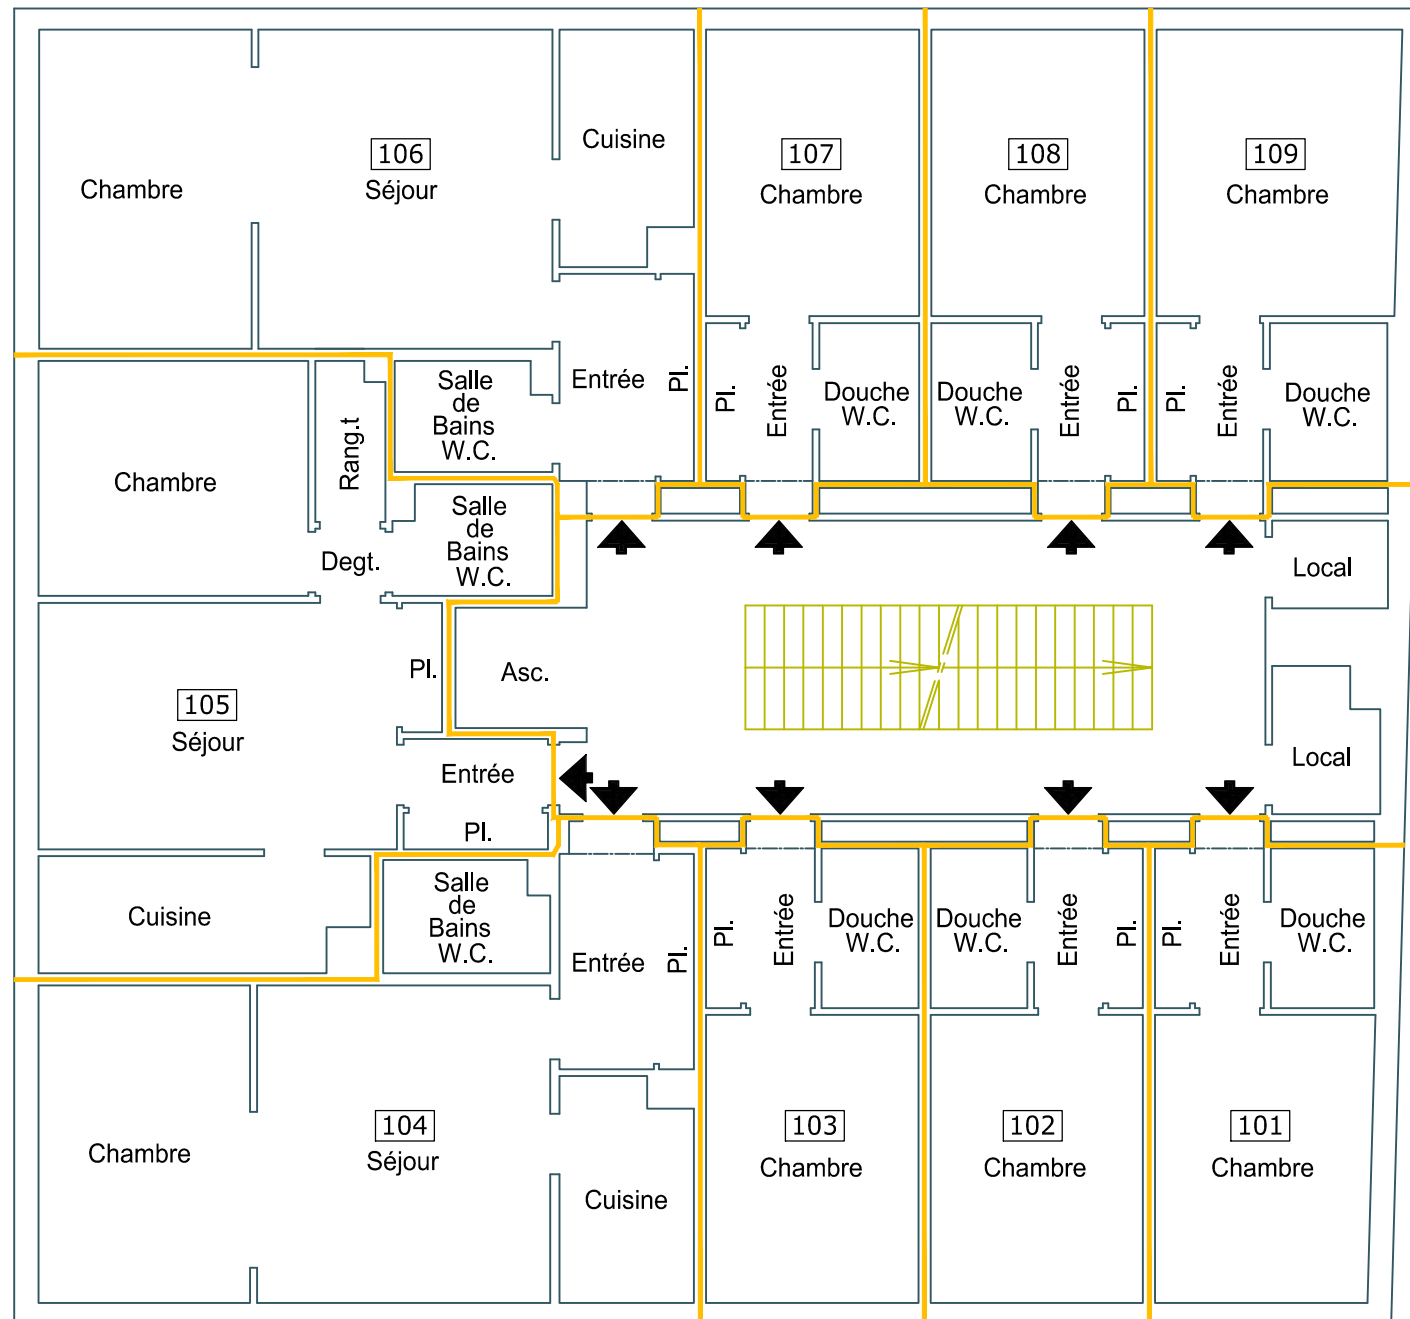 106
Séjour
Chambre
Cuisine
107
Chambre
108
Chambre
109
Chambre
Salle
de
Bains
W.C.
Entrée
Pl.
Pl.
Entrée
Douche
W.C.
Douche
W.C.
Entrée
Pl.
Pl.
Entrée
Douche
W.C.
Chambre
Rang.t
Salle
de
Bains
W.C.
Degt.
Local
Pl.
Asc.
105
Séjour
Entrée
Pl.
Local
Cuisine
Salle
de
Bains
W.C.
Entrée
Pl.
Pl.
Entrée
Douche
W.C.
Douche
W.C.
Entrée
Pl.
Pl.
Entrée
Douche
W.C.
104
Séjour
Chambre
Cuisine
103
Chambre
102
Chambre
101
Chambre